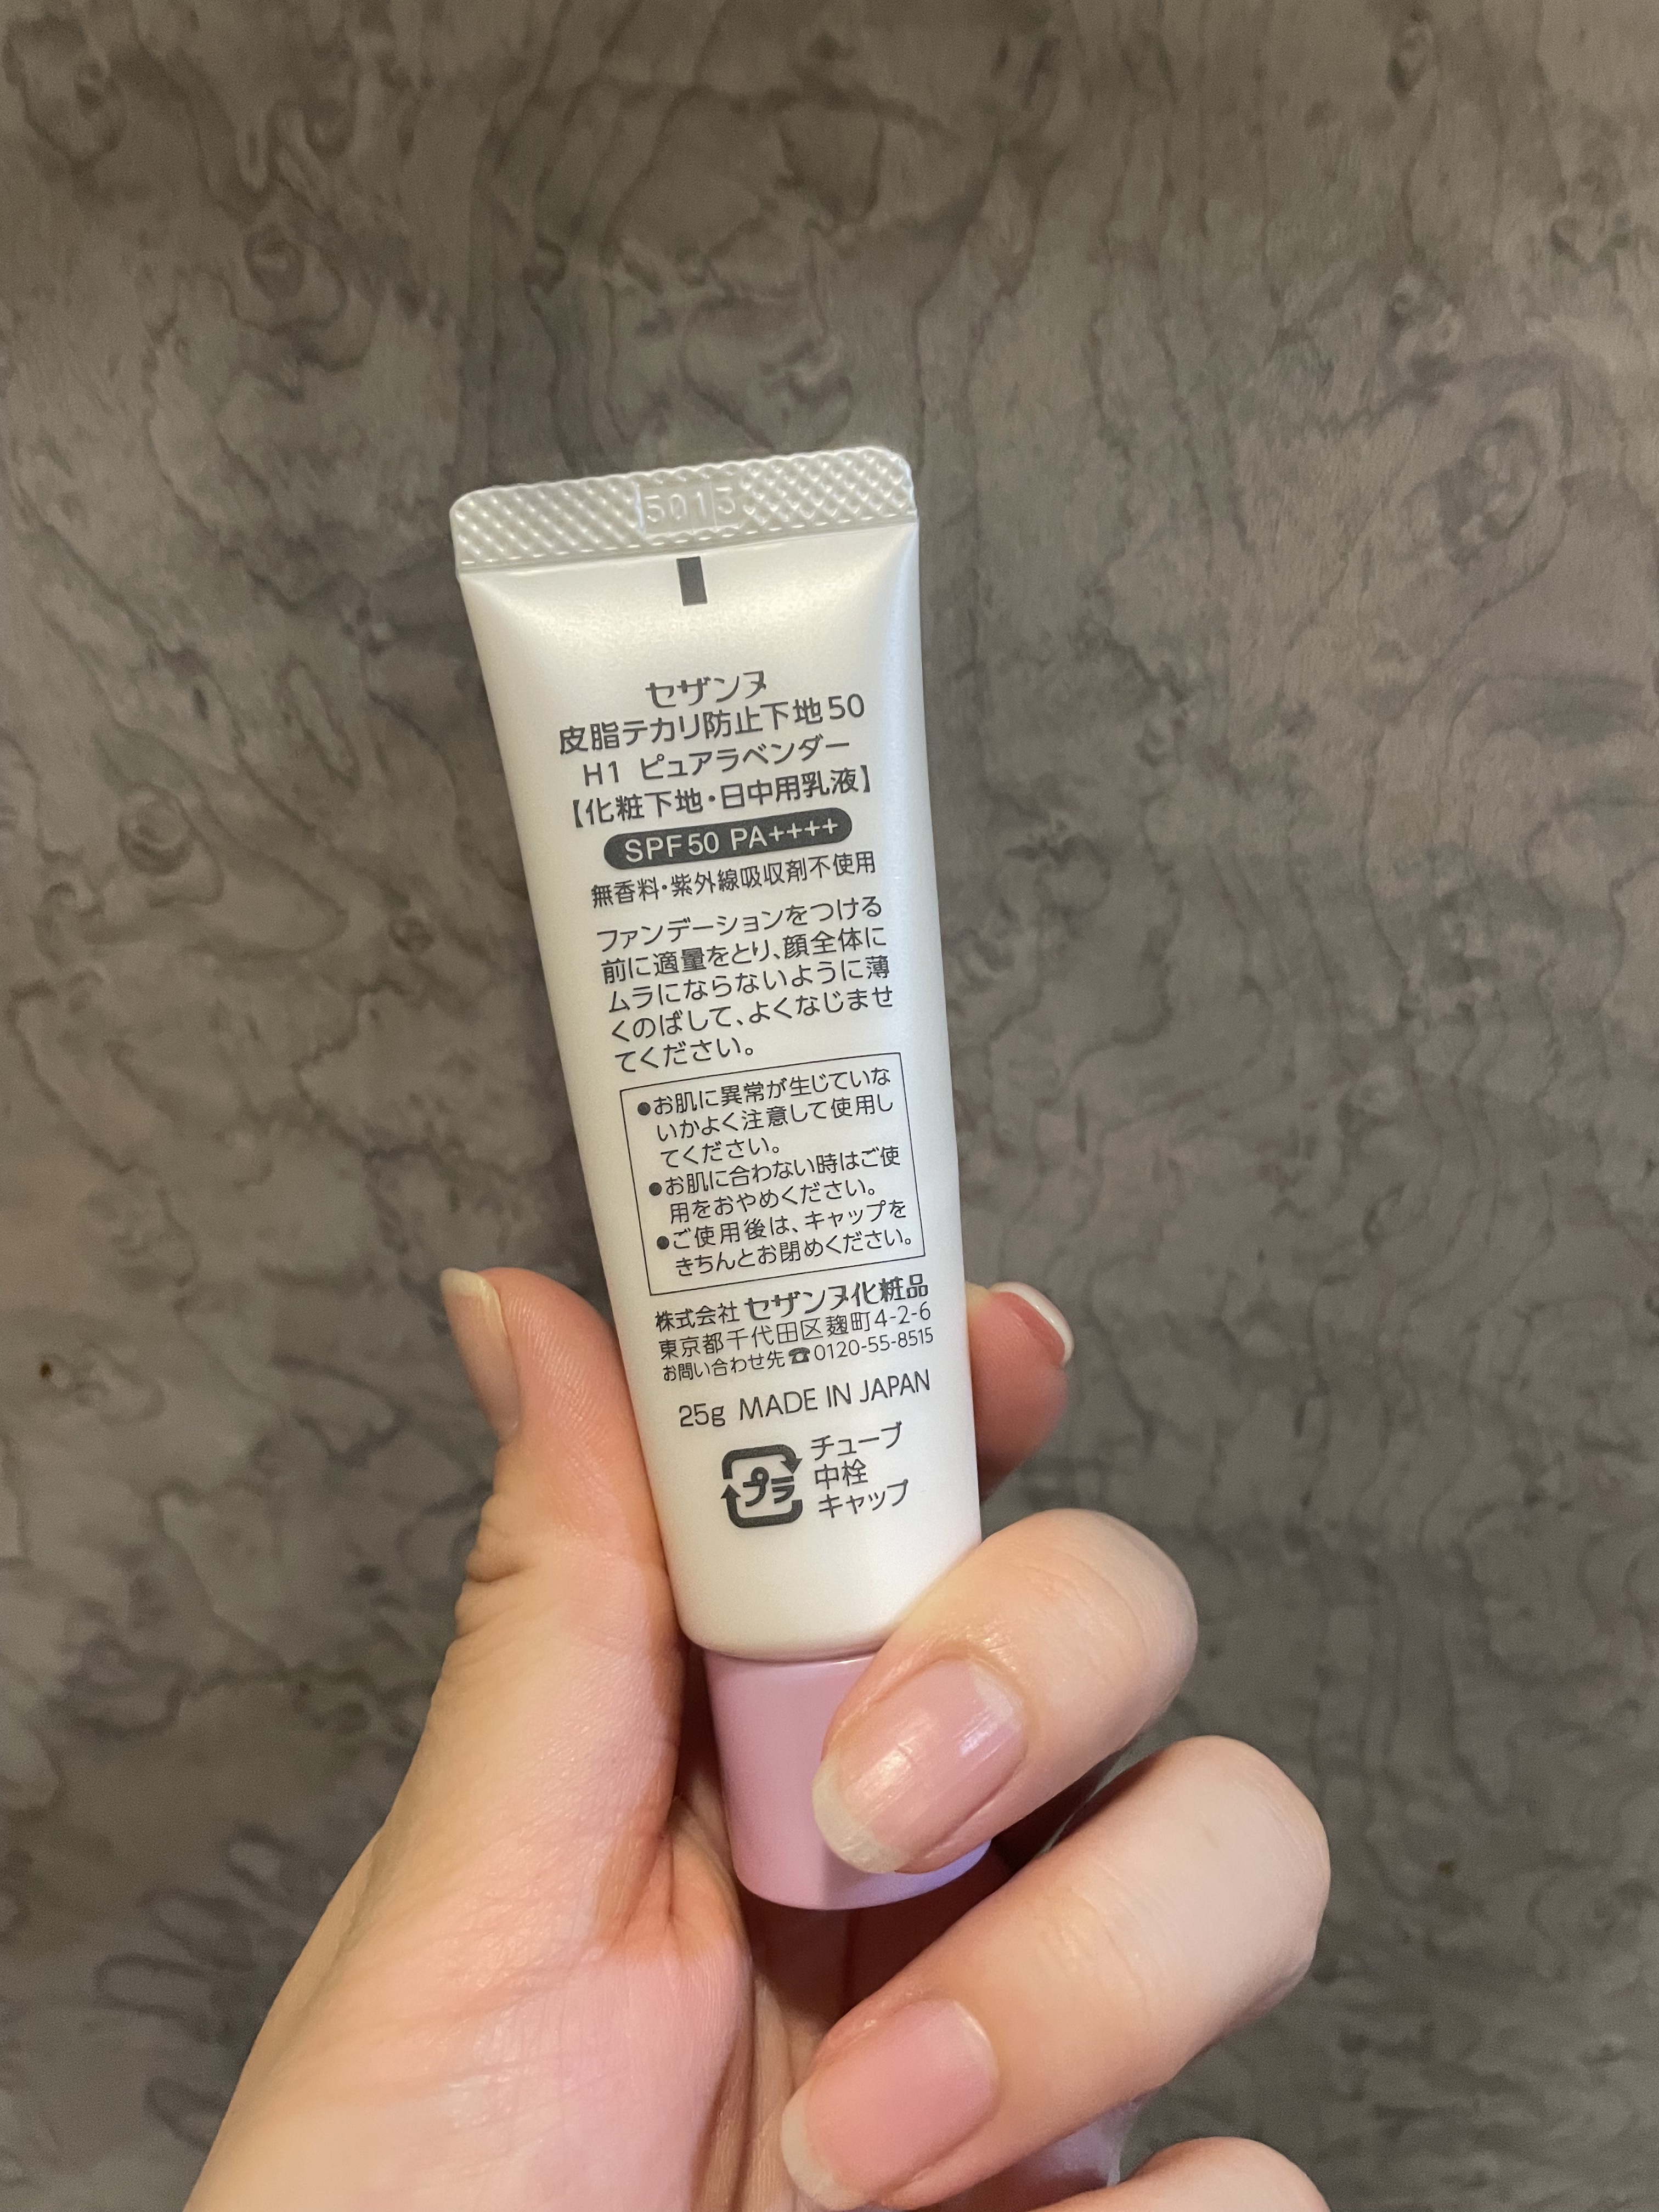 5015
セザンヌ
皮脂テカリ防止下地50
H1 ピュアラベンダー
【化粧下地・日中用乳液】
SPF50 PA++++
無香料・紫外線吸収剤不使用
ファンデーションをつける
前に適量をとり、顔全体に
ムラにならないように薄
くのばして、よくなじませ
てください。
●お肌に異常が生じていな
いかよく注意して使用し
てください。
●お肌に合わない時はご使
用をおやめください。
●ご使用後は、キャップを
きちんとお閉めください。
株式会社 セザンヌ化粧品
東京都千代田区麹町4-2-6
お問い合わせ先☎0120-55-8515
25g MADE IN JAPAN
プラ
チューブ
中栓
キャップ